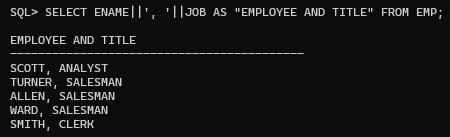 SQL> SELECT ENAME||', '||JOB AS "EMPLOYEE AND TITLE" FROM EMP;
EMPLOYEE AND TITLE
------------------------------------------
SCOTT, ANALYST
TURNER, SALESMAN
ALLEN, SALESMAN
WARD, SALESMAN
SMITH, CLERK